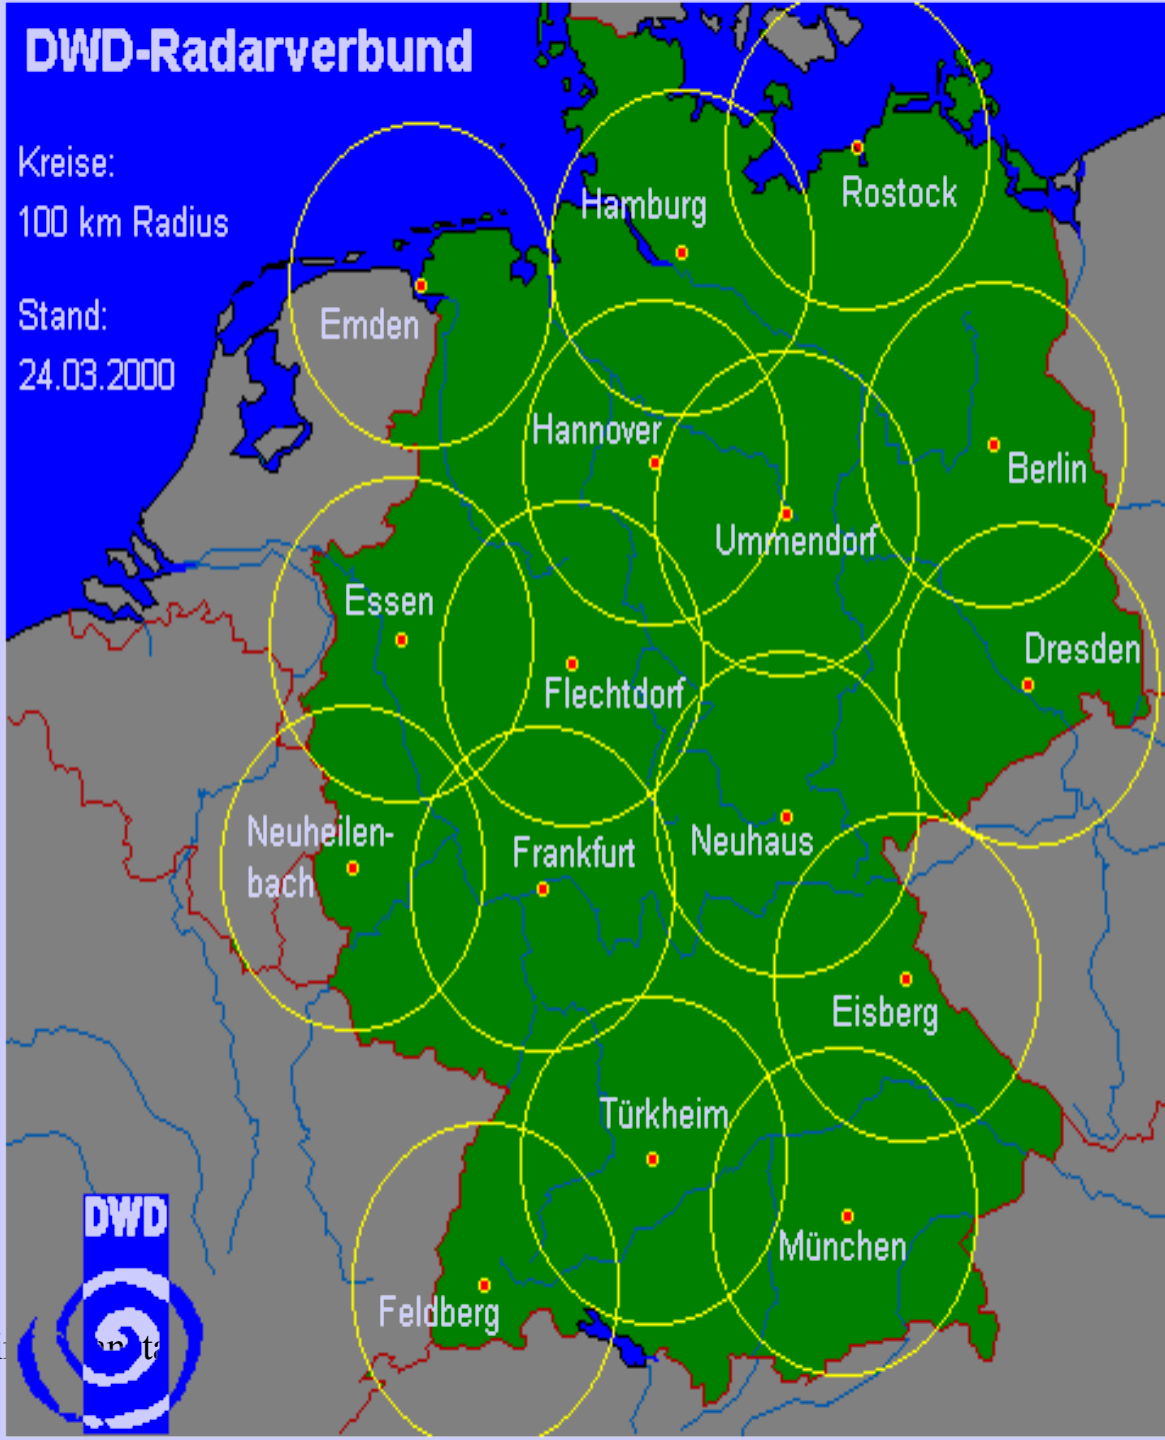 DWD-Radarverbund
Kreise:
100 km Radius
Stand:
24.03.2000
Rostock
Hamburg
Emden
Hannover
Berlin
Ummendorf
Essen
Dresden
Flechtdorf
Neuheilen-
bach
Frankfurt
Neuhaus
Eisberg
Türkheim
München
Feldberg
DWD